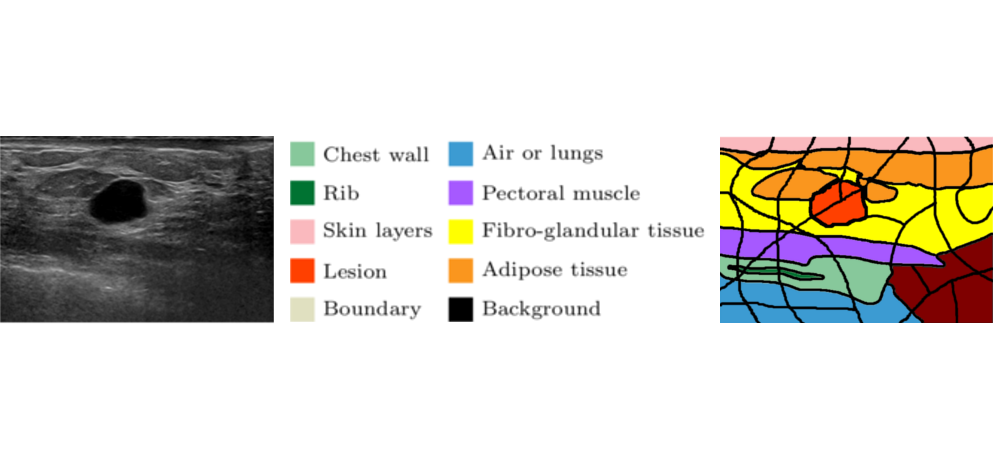 Chest wall
Rib
Skin layers
Lesion
Boundary
Air or lungs
Pectoral muscle
Fibro-glandular tissue
Adipose tissue
Background